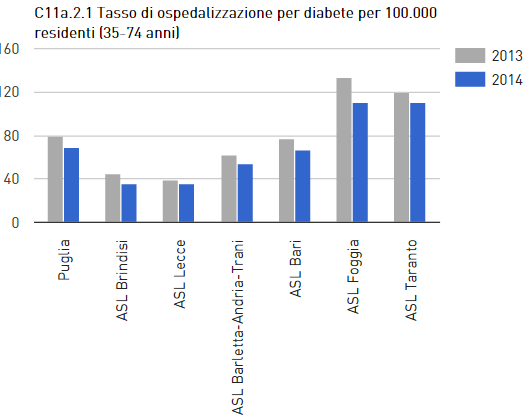 C11a.2.1 Tasso di ospedalizzazione per diabete per 100.000
residenti (35-74 anni)
160
120
80
40
0
2013
2014
Puglia
ASL Brindisi
ASL Lecce
ASL Barletta-Andria-Trani
ASL Bari
ASL Foggia
ASL Taranto